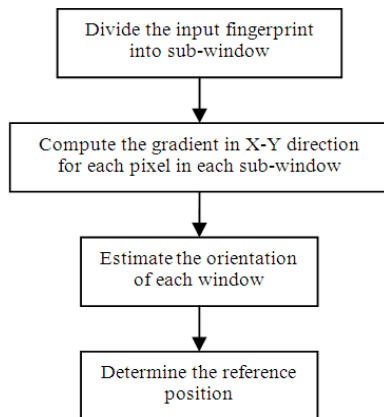 Divide the input fingerprint
into sub-window
Compute the gradient in X-Y direction
for each pixel in each sub-window
Estimate the orientation
of each window
Determine the reference
position